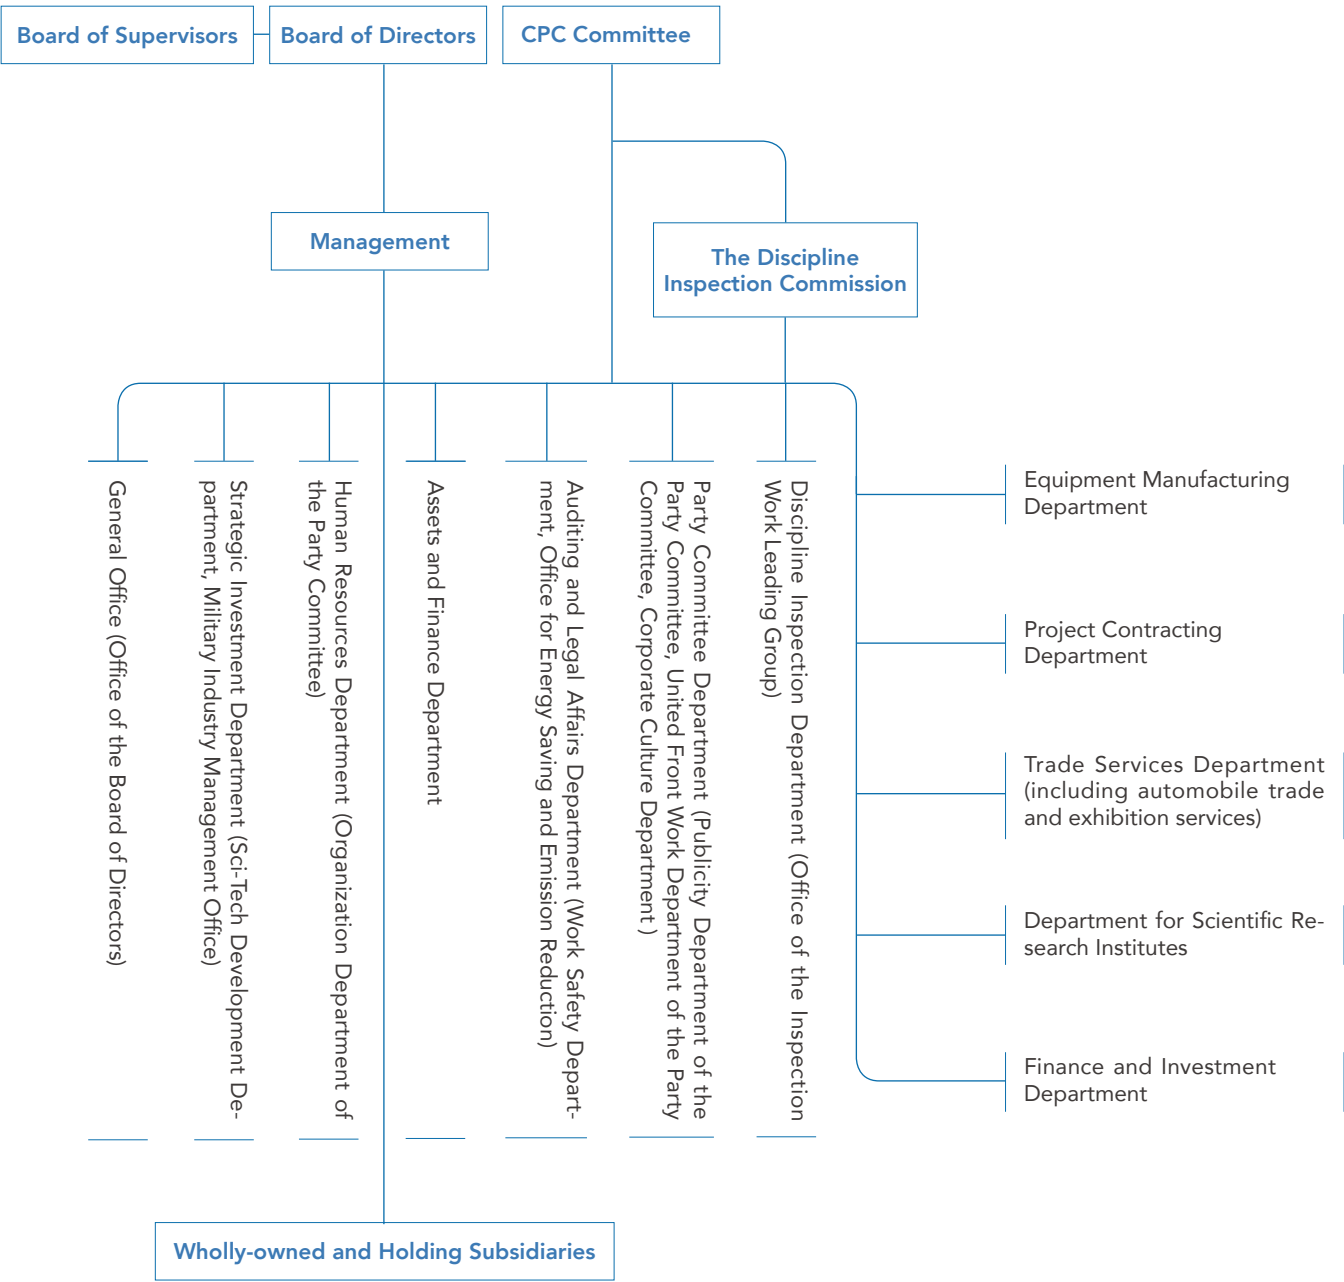 Board of Supervisors
Board of Directors
CPC Committee
Management
The Discipline
Inspection Commission
General Office (Office of the Board of Directors)
Strategic Investment Department (Sci-Tech Development De-
partment, Military Industry Management Office)
Human Resources Department (Organization Department of
the Party Committee)
Assets and Finance Department
Auditing and Legal Affairs Department (Work Safety Depart-
ment, Office for Energy Saving and Emission Reduction)
Party Committee Department (Publicity Department of the
Party Committee, United Front Work Department of the Party
Committee, Corporate Culture Department )
Discipline Inspection Department (Office of the Inspection
Work Leading Group)
Equipment Manufacturing
Department
Project Contracting
Department
Trade Services Department
(including automobile trade
and exhibition services)
Department for Scientific Re-
search Institutes
Finance and Investment
Department
Wholly-owned and Holding Subsidiaries